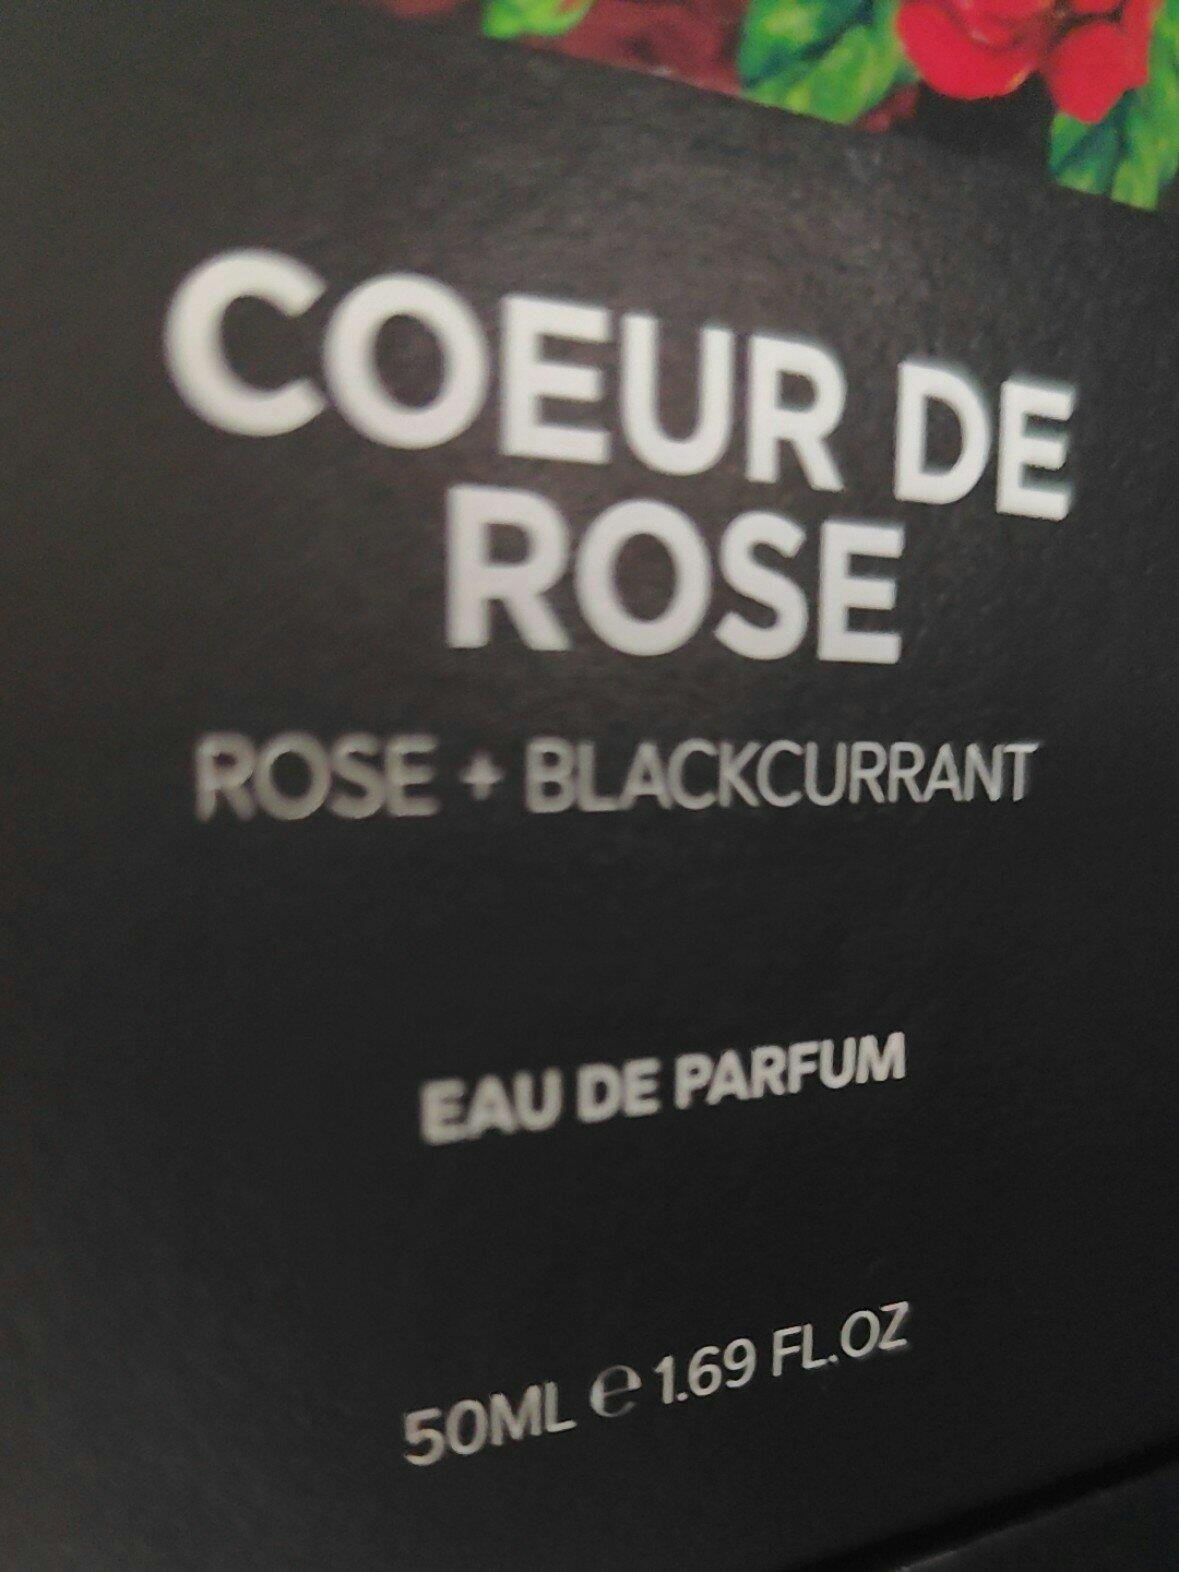 COEUR DE
ROSE
ROSE + BLACKCURRANT
EAU DE PARFUM
50ML ℮ 1.69 FL.OZ